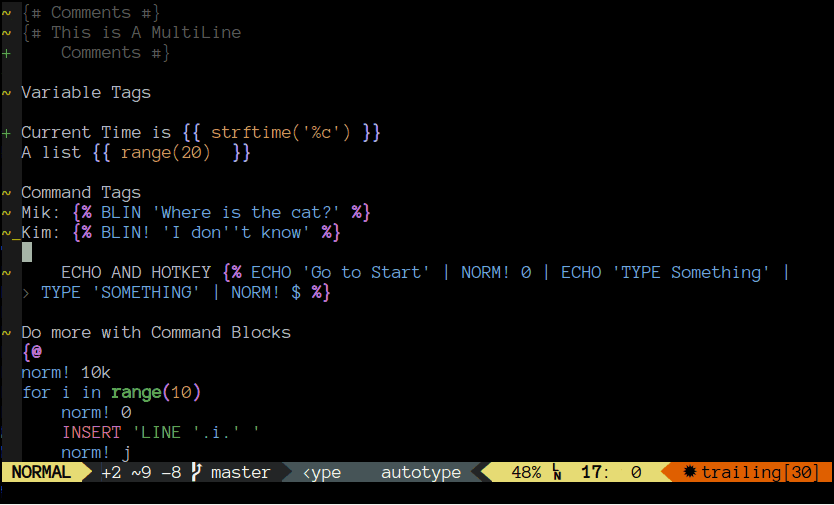 ~ {# Comments #}
~ {# This is A MultiLine
+     Comments #}
~ Variable Tags
+ Current Time is {{ strftime('%c') }}
A list {{ range(20)  }}
~ Command Tags
~ Mik: {% BLIN 'Where is the cat?' %}
~_Kim: {% BLIN! 'I don''t know' %}
~     ECHO AND HOTKEY {% ECHO 'Go to Start' | NORM! 0 | ECHO 'TYPE Something' |
› TYPE 'SOMETHING' | NORM! $ %}
~ Do more with Command Blocks
{@
norm! 10k
for i in range(10)
    norm! 0
    INSERT 'LINE '.i.' '
    norm! j
NORMAL +2 ~9 -8 master <ype autotype 48% LN 17: 0 ✹ trailing[30]